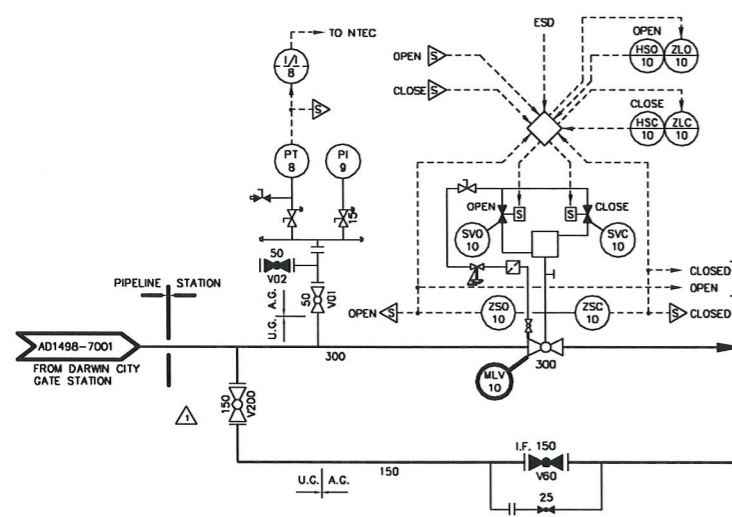 TO NTEC
I/I
8
S
PT
8
PI
9
15
50
V02
50
V01
PIPELINE STATION
A.G.
U.G.
AD1498-7001
FROM DARWIN CITY
GATE STATION
300
1
150
V200
150
U.G. A.G.
ESD
OPEN S
CLOSE S
OPEN
HSO
10
ZLO
10
CLOSE
HSC
10
ZLC
10
OPEN
S
S
CLOSE
SVO
10
SVC
10
CLOSED
OPEN
OPEN S
ZSO
10
ZSC
10
S CLOSED
MLV
10
300
I.F. 150
V60
25